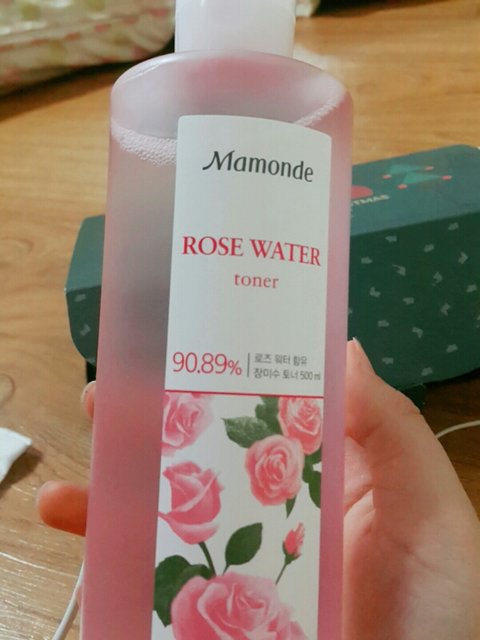 Mamonde
ROSE WATER
toner
90.89%
로즈 워터 함유
장미수 토너 500 ml